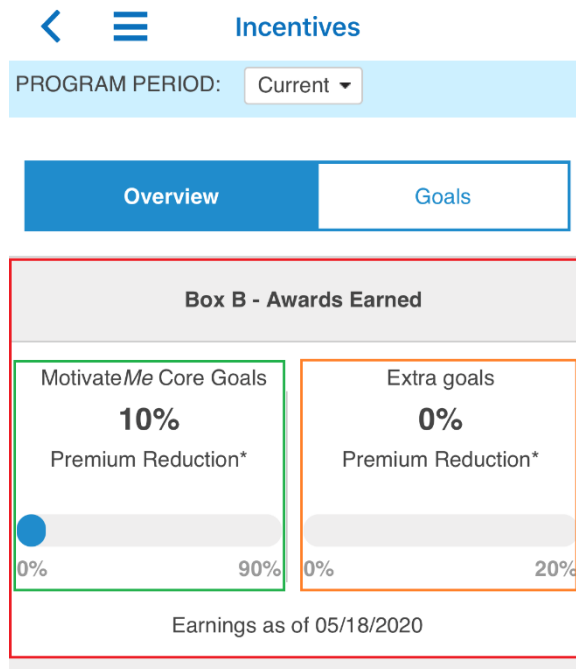 Incentives
PROGRAM PERIOD: Current
Overview Goals
Box B - Awards Earned
MotivateMe Core Goals
10%
Premium Reduction*
0% 90%
Extra goals
0%
Premium Reduction*
0% 20%
Earnings as of 05/18/2020